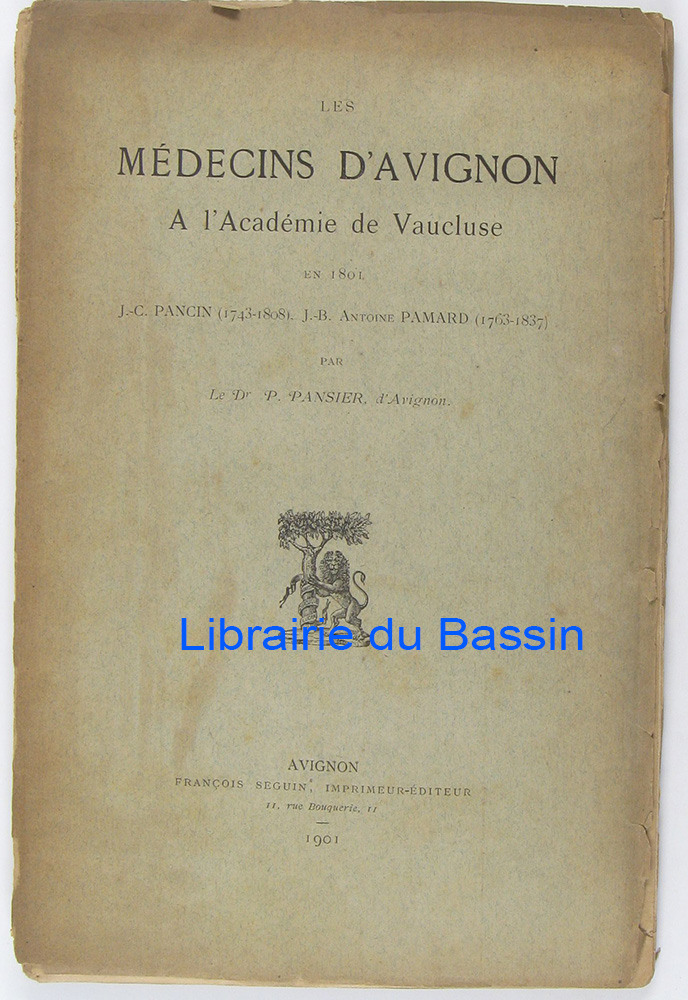 LES
MÉDECINS D'AVIGNON
A l'Académie de Vaucluse
EN 1801
J.-C. PANCIN (1743-1808). J.-B. ANTOINE PAMARD (1763-1837)
PAR
Le Dr P. PANSIER, d'Avignon.
Librairie du Bassin
AVIGNON
FRANÇOIS SEGUIN, IMPRIMEUR-ÉDITEUR
11, rue Bouquerie, 11
1901